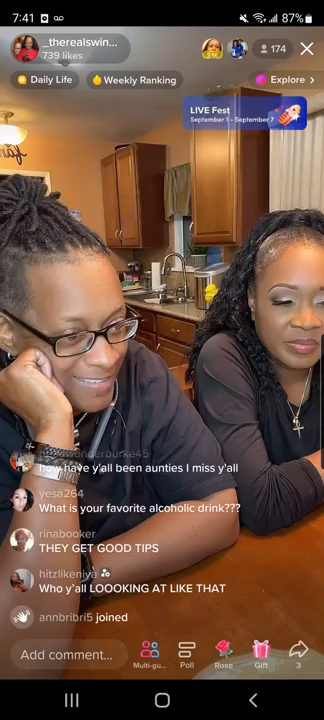 7:41
87%
_therealswin...
739 likes
174
Daily Life
Weekly Ranking
Explore >
LIVE Fest
September 1 - September 7
how have y'all been aunties I miss y'all
yesa264
What is your favorite alcoholic drink???
rinabooker
THEY GET GOOD TIPS
hitzlikeniya
Who y'all LOOOKING AT LIKE THAT
annbribri5 joined
Add comment...
Multi-gu...
Poll
Rose
Gift
3